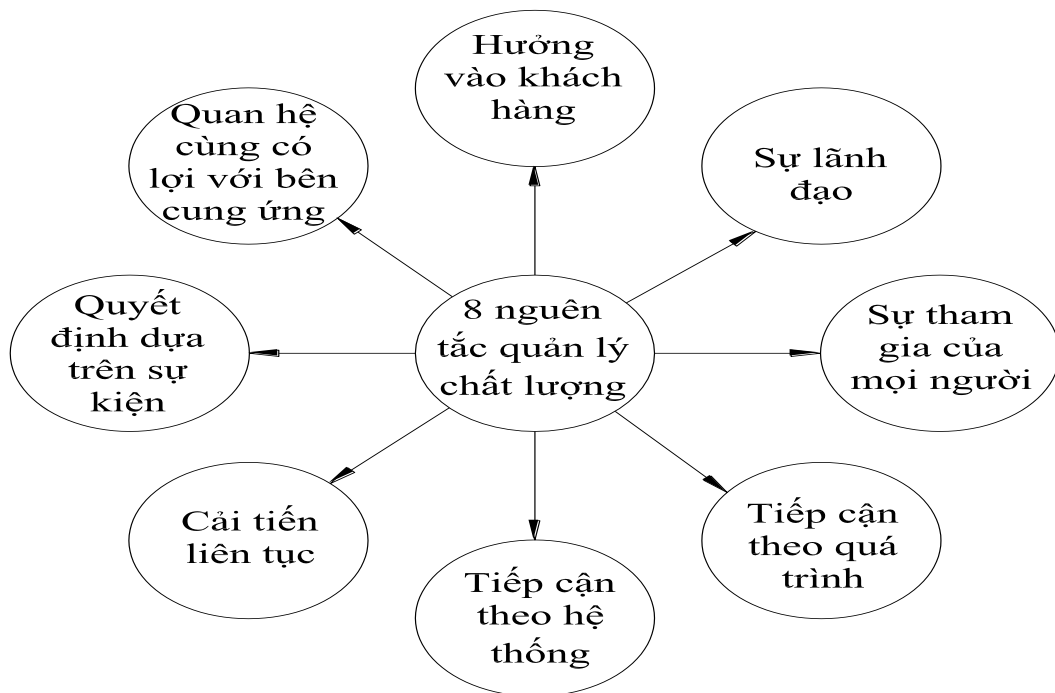 Hưởng
vào khách
hàng
Sự lãnh
đạo
Sự tham
gia của
mọi người
Tiếp cận
theo quá
trình
Tiếp cận
theo hệ
thống
Cải tiến
liên tục
Quyết
định dựa
trên sự
kiện
Quan hệ
cùng có
lợi với bên
cung ứng
8 nguên
tắc quản lý
chất lượng